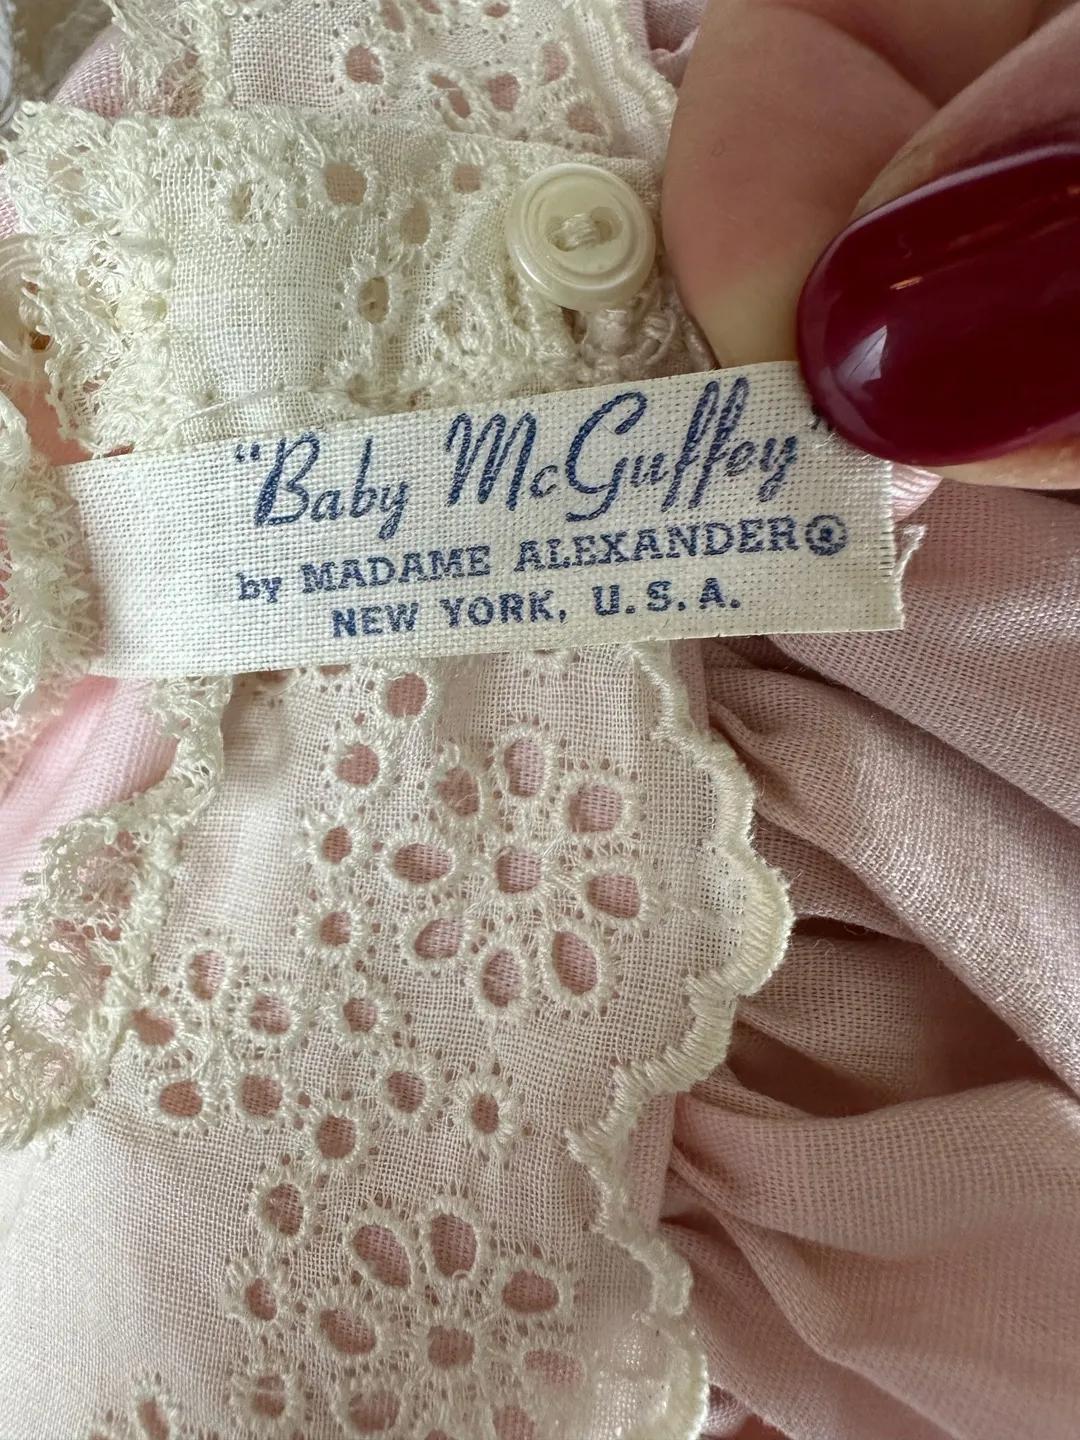 "Baby McGuffey"
by MADAME ALEXANDER®
NEW YORK, U.S.A.